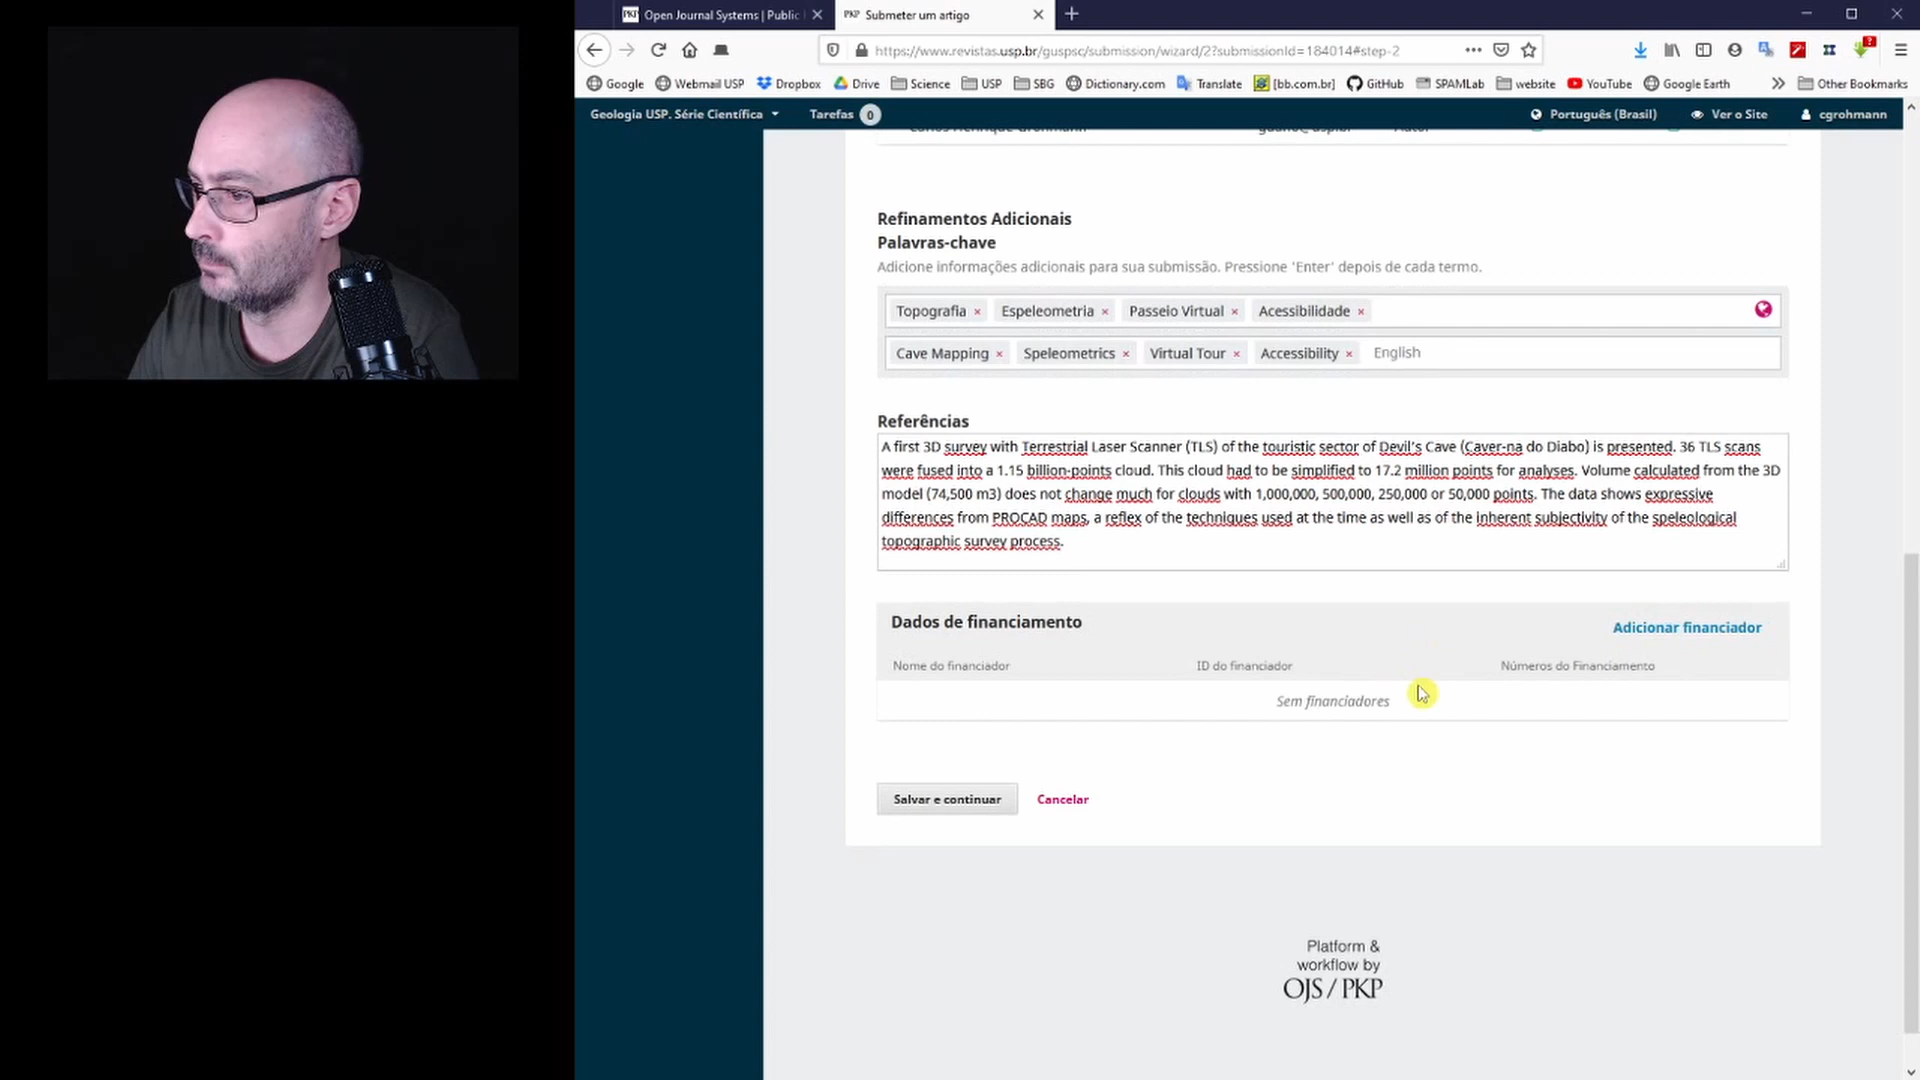 Open Journal Systems | Public
Submeter um artigo
https://www.revistas.usp.br/guspsc/submission/wizard/2?submissionId=184014#step-2
Google
Webmail USP
Dropbox
Drive
Science
USP
SBG
Dictionary.com
Translate
[bb.com.br]
GitHub
SPAMLab
website
YouTube
Google Earth
Other Bookmarks
Geologia USP. Série Científica
Tarefas 0
Português (Brasil)
Ver o Site
cgrohmann
Refinamentos Adicionais
Palavras-chave
Adicione informações adicionais para sua submissão. Pressione 'Enter' depois de cada termo.
Topografia × Espeleometria × Passeio Virtual × Acessibilidade ×
Cave Mapping × Speleometrics × Virtual Tour × Accessibility × English
Referências
A first 3D survey with Terrestrial Laser Scanner (TLS) of the touristic sector of Devil's Cave (Caver-na do Diabo) is presented. 36 TLS scans
were fused into a 1.15 billion-points cloud. This cloud had to be simplified to 17.2 million points for analyses. Volume calculated from the 3D
model (74,500 m3) does not change much for clouds with 1,000,000, 500,000, 250,000 or 50,000 points. The data shows expressive
differences from PROCAD maps, a reflex of the techniques used at the time as well as of the inherent subjectivity of the speleological
topographic survey process.
Dados de financiamento
Adicionar financiador
Nome do financiador
ID do financiador
Números do Financiamento
Sem financiadores
Salvar e continuar
Cancelar
Platform &
workflow by
OJS / PKP